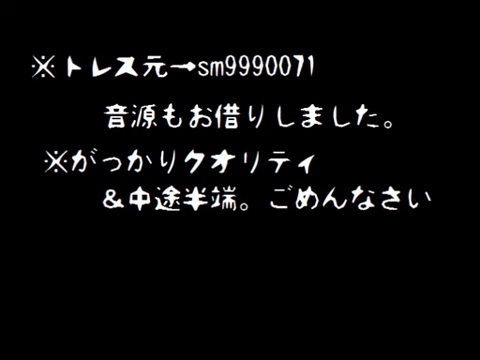 ※トレス元→sm9990071
音源もお借りしました。
※がっかりクオリティ
&中途半端。ごめんなさい